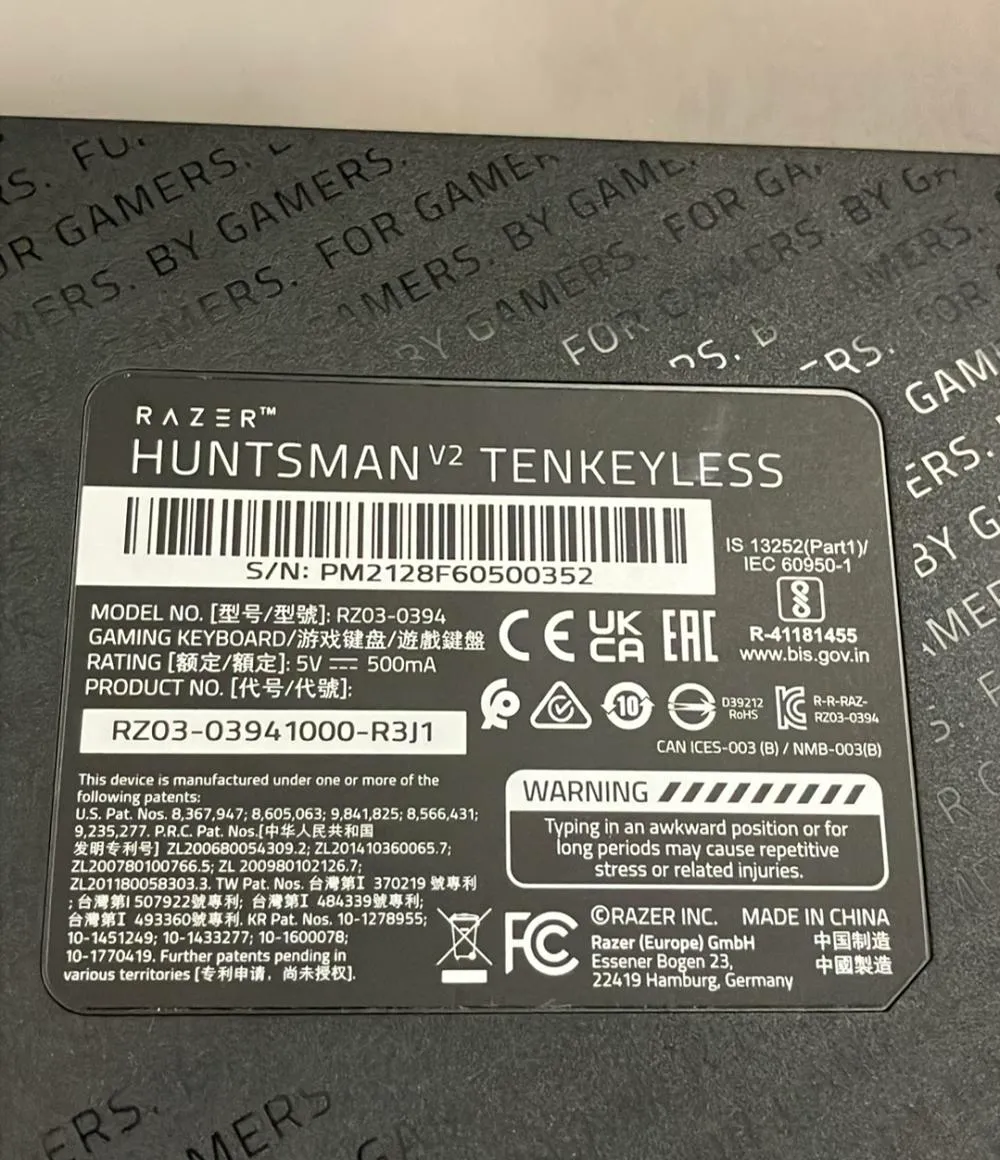 FOR GAMERS. BY GAMERS.
FOR GAMERS. BY GAMERS.
RAZER™
HUNTSMAN V2 TENKEYLESS
S/N: PM2128F60500352
IS 13252(Part1)/
IEC 60950-1
R-41181455
www.bis.gov.in
MODEL NO. [型号/型號]: RZ03-0394
GAMING KEYBOARD/游戏键盘/遊戲鍵盤
RATING [额定/額定]: 5V ⎓ 500mA
PRODUCT NO. [代号/代號]:
RZ03-03941000-R3J1
CE UK CA EAC
10
D39212
RoHS
R-R-RAZ-
RZ03-0394
CAN ICES-003 (B) / NMB-003(B)
This device is manufactured under one or more of the
following patents:
U.S. Pat. Nos. 8,367,947; 8,605,063; 9,841,825; 8,566,431;
9,235,277. P.R.C. Pat. Nos.[中华人民共和国
发明专利号] ZL200680054309.2; ZL201410360065.7;
ZL200780100766.5; ZL 200980102126.7;
ZL201180058303.3. TW Pat. Nos. 台灣第I 370219 號專利
; 台灣第I 507922號專利; 台灣第I 484339號專利;
台灣第I 493360號專利. KR Pat. Nos. 10-1278955;
10-1451249; 10-1433277; 10-1600078;
10-1770419. Further patents pending in
various territories [专利申请，尚未授权].
WARNING
Typing in an awkward position or for
long periods may cause repetitive
stress or related injuries.
FC
©RAZER INC. MADE IN CHINA
Razer (Europe) GmbH 中国制造
Essener Bogen 23, 中國製造
22419 Hamburg, Germany